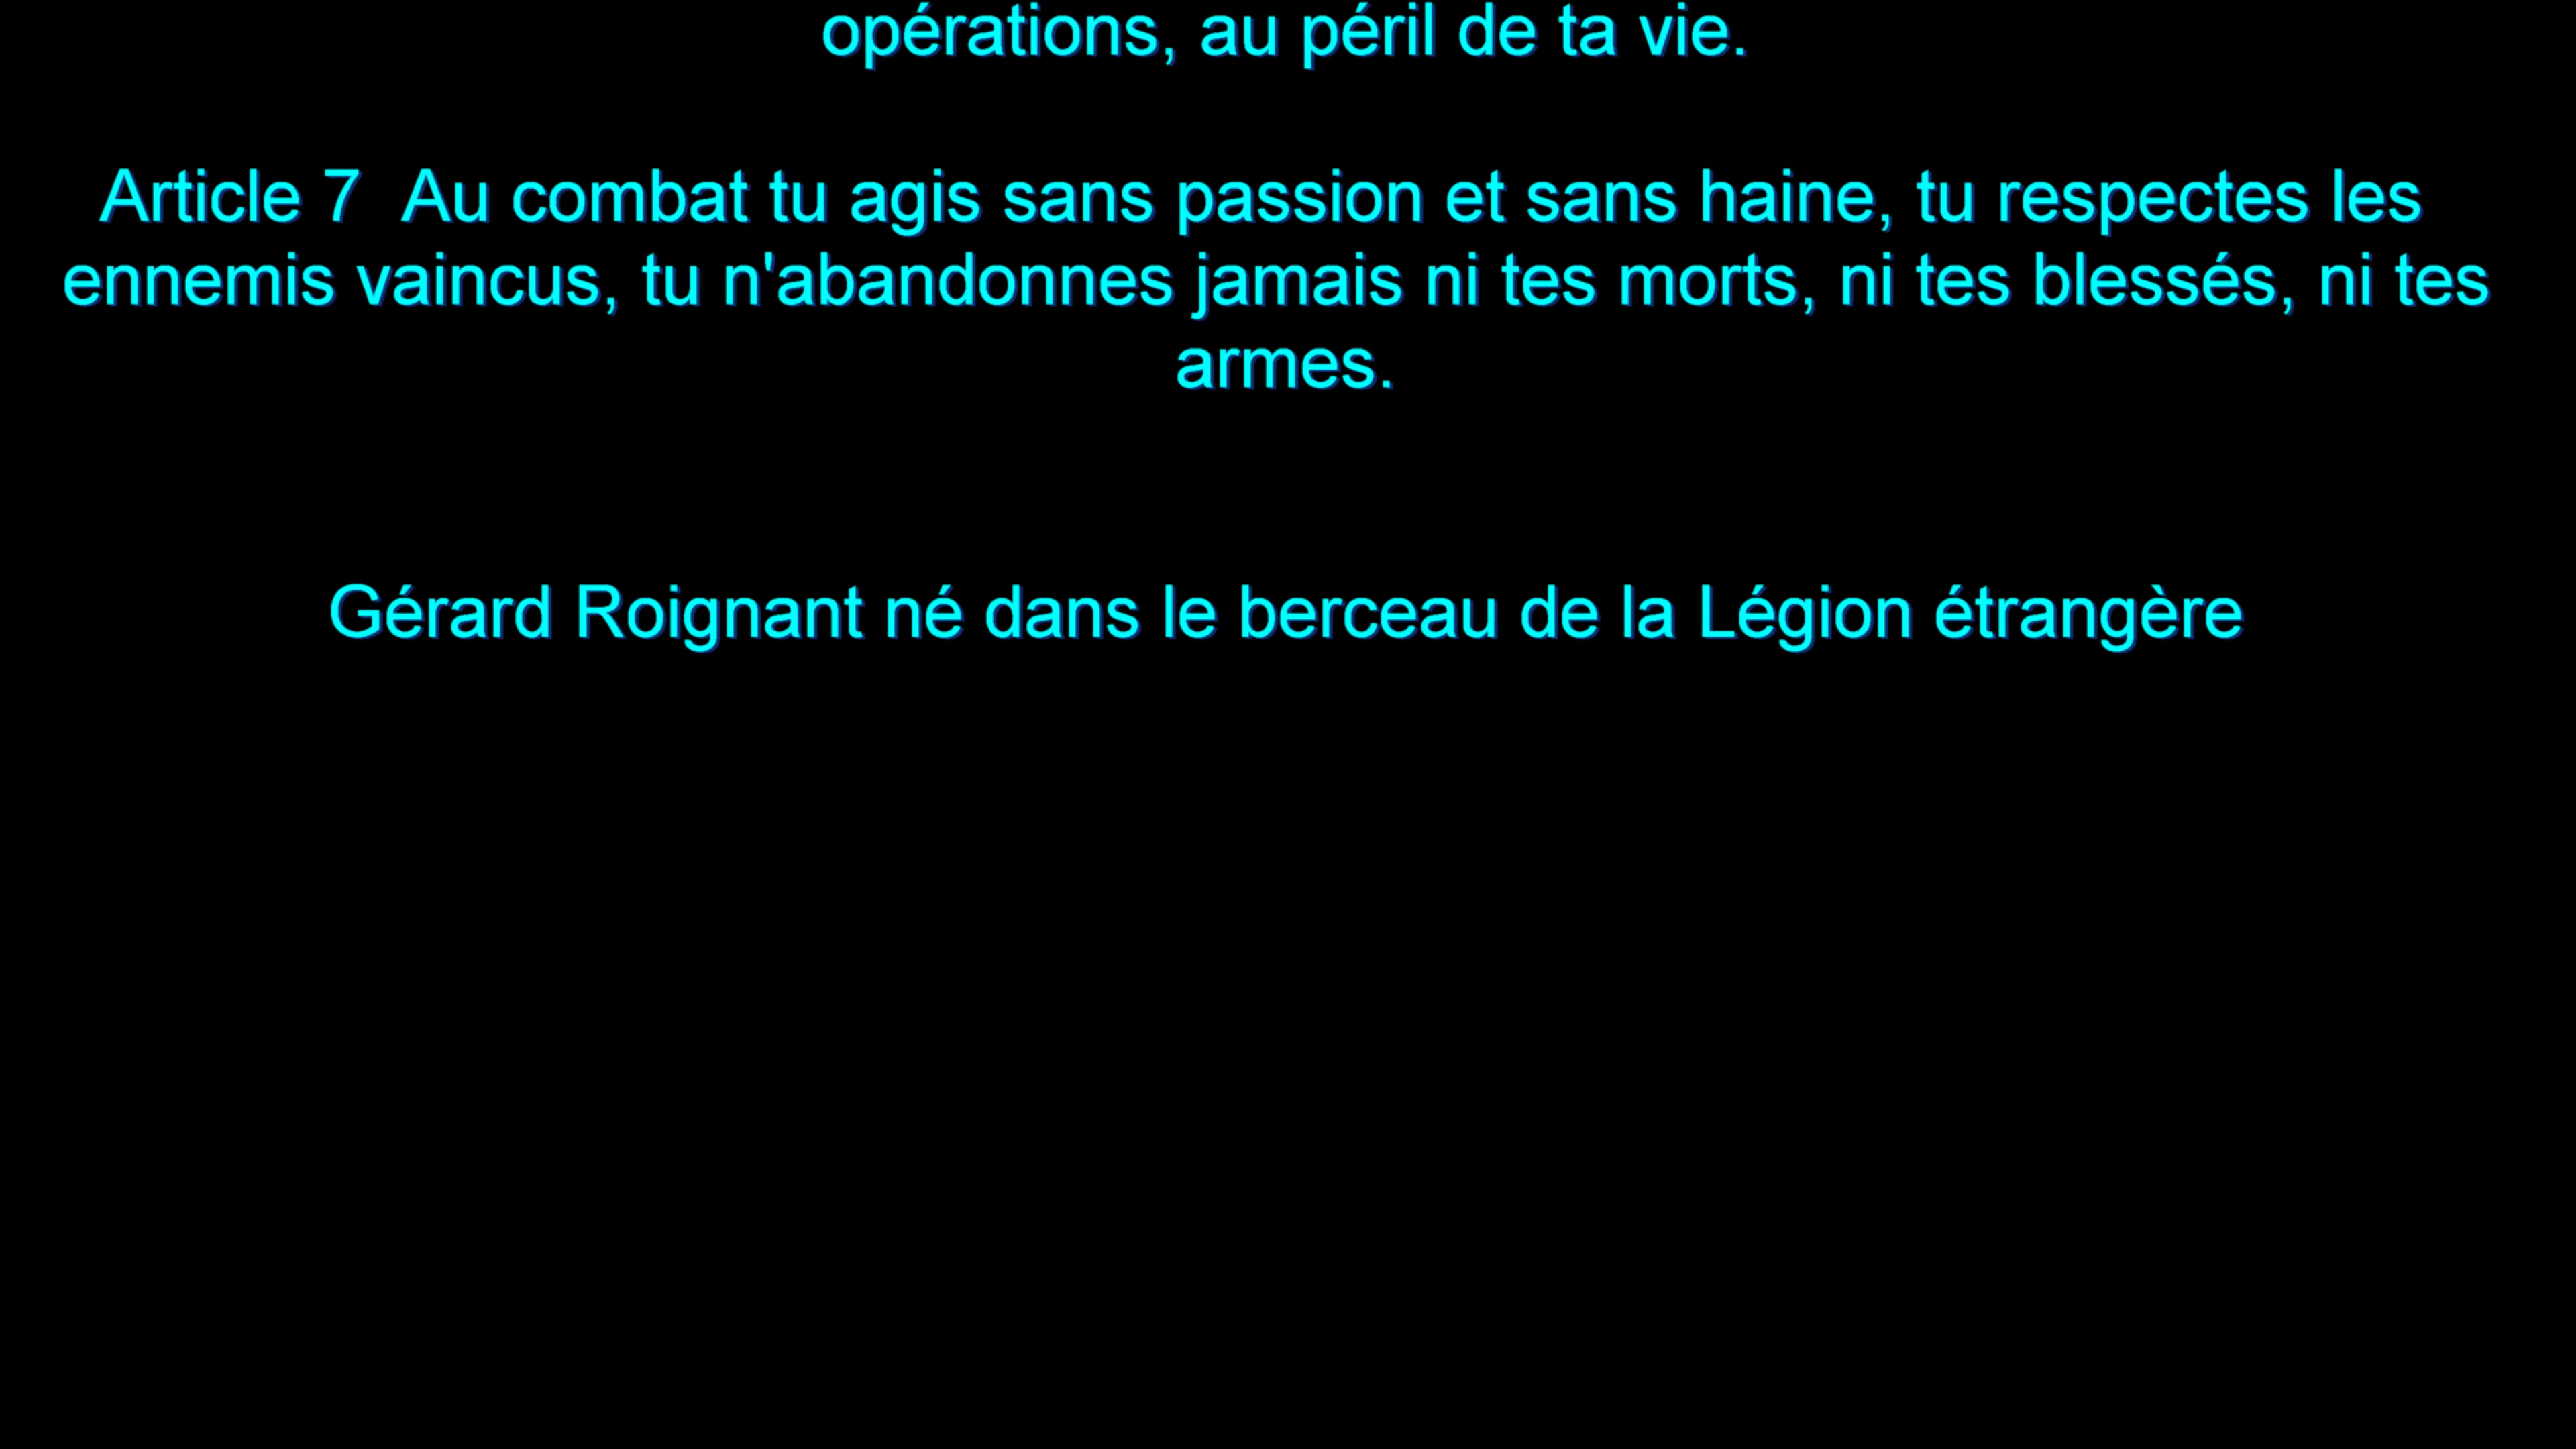 opérations, au péril de ta vie.
Article 7  Au combat tu agis sans passion et sans haine, tu respectes les
ennemis vaincus, tu n'abandonnes jamais ni tes morts, ni tes blessés, ni tes
armes.
Gérard Roignant né dans le berceau de la Légion étrangère